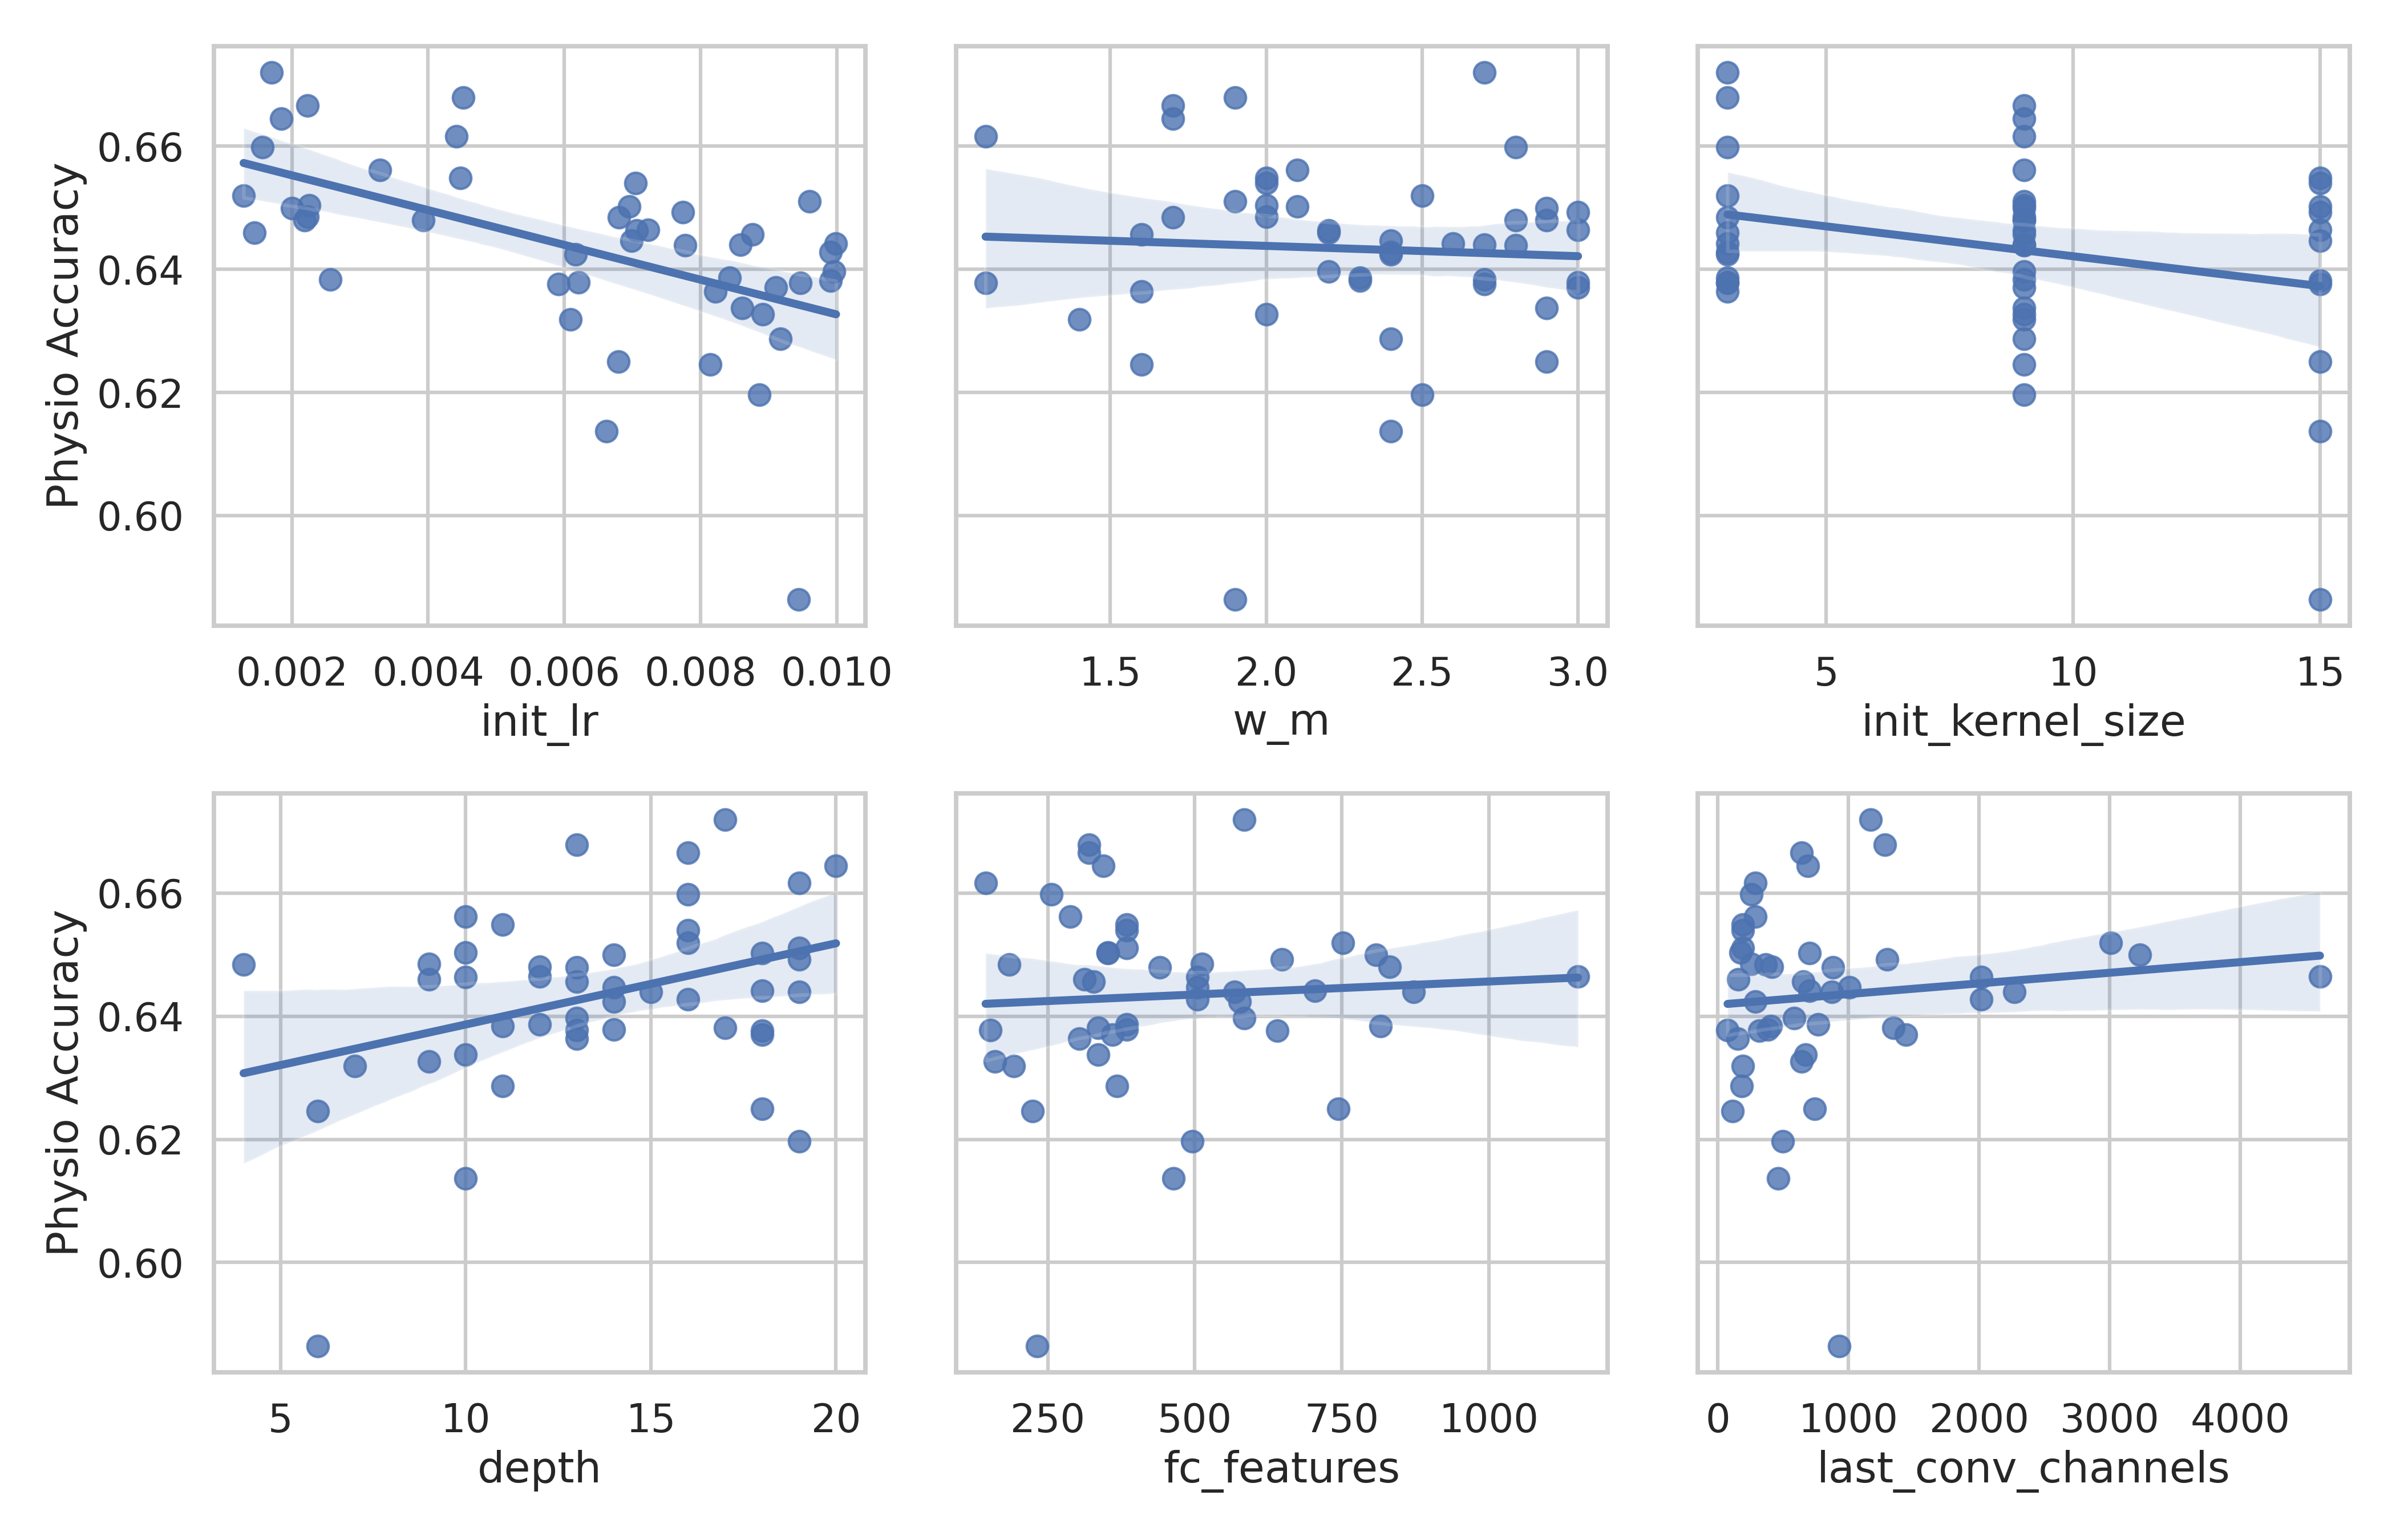 Physio Accuracy
0.66
0.64
0.62
0.60
0.002 0.004 0.006 0.008 0.010
init_lr
1.5 2.0 2.5 3.0
w_m
5 10 15
init_kernel_size
Physio Accuracy
0.66
0.64
0.62
0.60
5 10 15 20
depth
250 500 750 1000
fc_features
0 1000 2000 3000 4000
last_conv_channels